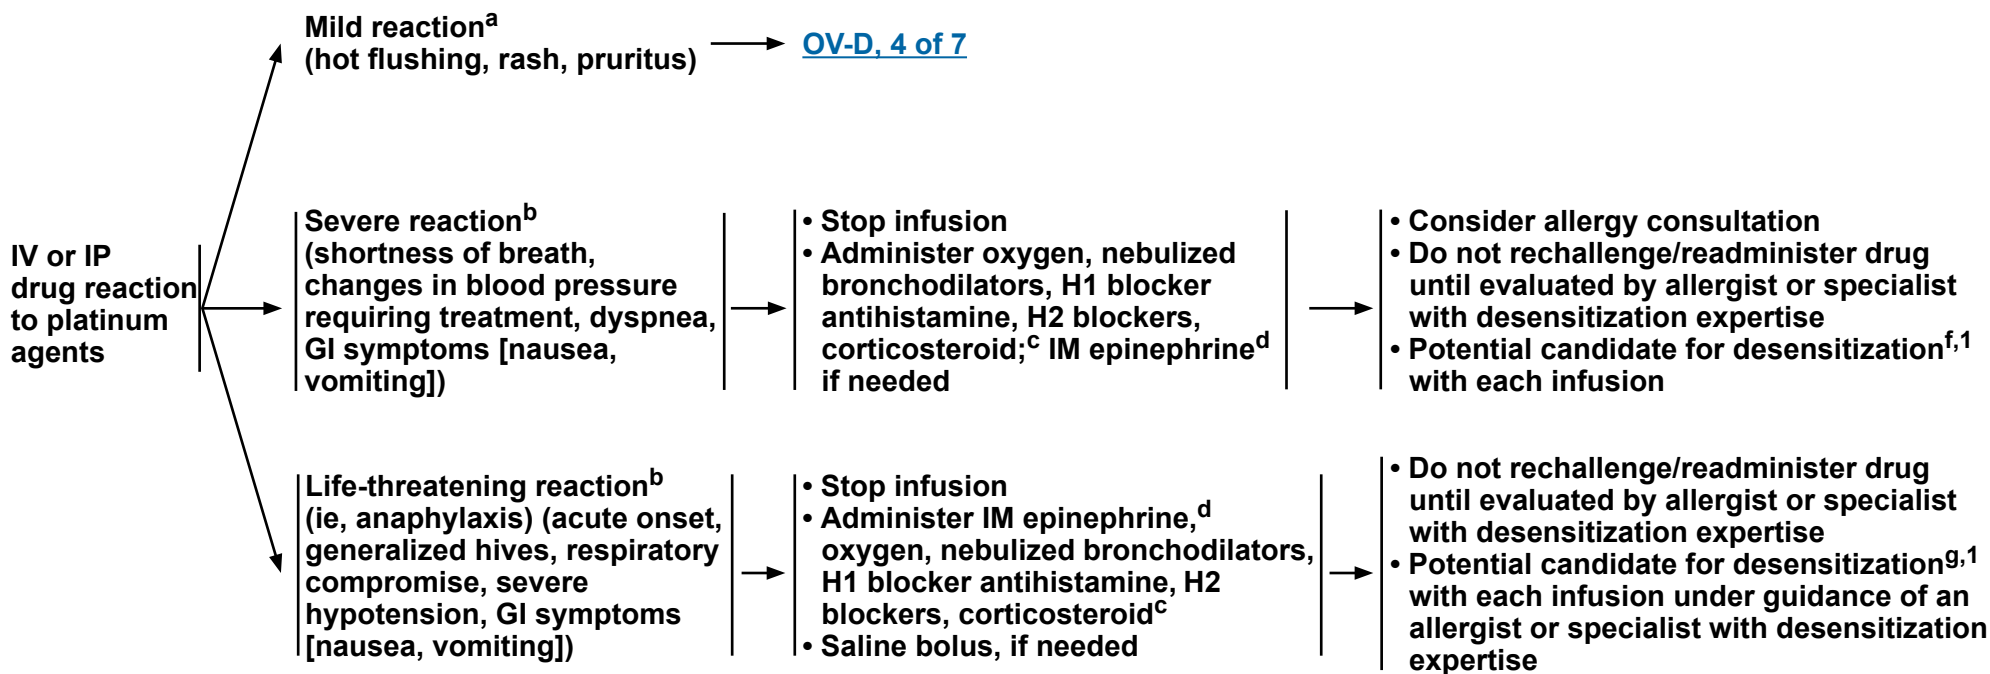 Mild reactionᵃ
(hot flushing, rash, pruritus)
OV-D, 4 of 7
IV or IP
drug reaction
to platinum
agents
Severe reactionᵇ
(shortness of breath,
changes in blood pressure
requiring treatment, dyspnea,
GI symptoms [nausea,
vomiting])
• Stop infusion
• Administer oxygen, nebulized
bronchodilators, H1 blocker
antihistamine, H2 blockers,
corticosteroid;ᶜ IM epinephrineᵈ
if needed
• Consider allergy consultation
• Do not rechallenge/readminister drug
until evaluated by allergist or specialist
with desensitization expertise
• Potential candidate for desensitizationᶠ,¹
with each infusion
Life-threatening reactionᵇ
(ie, anaphylaxis) (acute onset,
generalized hives, respiratory
compromise, severe
hypotension, GI symptoms
[nausea, vomiting])
• Stop infusion
• Administer IM epinephrine,ᵈ
oxygen, nebulized bronchodilators,
H1 blocker antihistamine, H2
blockers, corticosteroidᶜ
• Saline bolus, if needed
• Do not rechallenge/readminister drug
until evaluated by allergist or specialist
with desensitization expertise
• Potential candidate for desensitizationᵍ,¹
with each infusion under guidance of an
allergist or specialist with desensitization
expertise